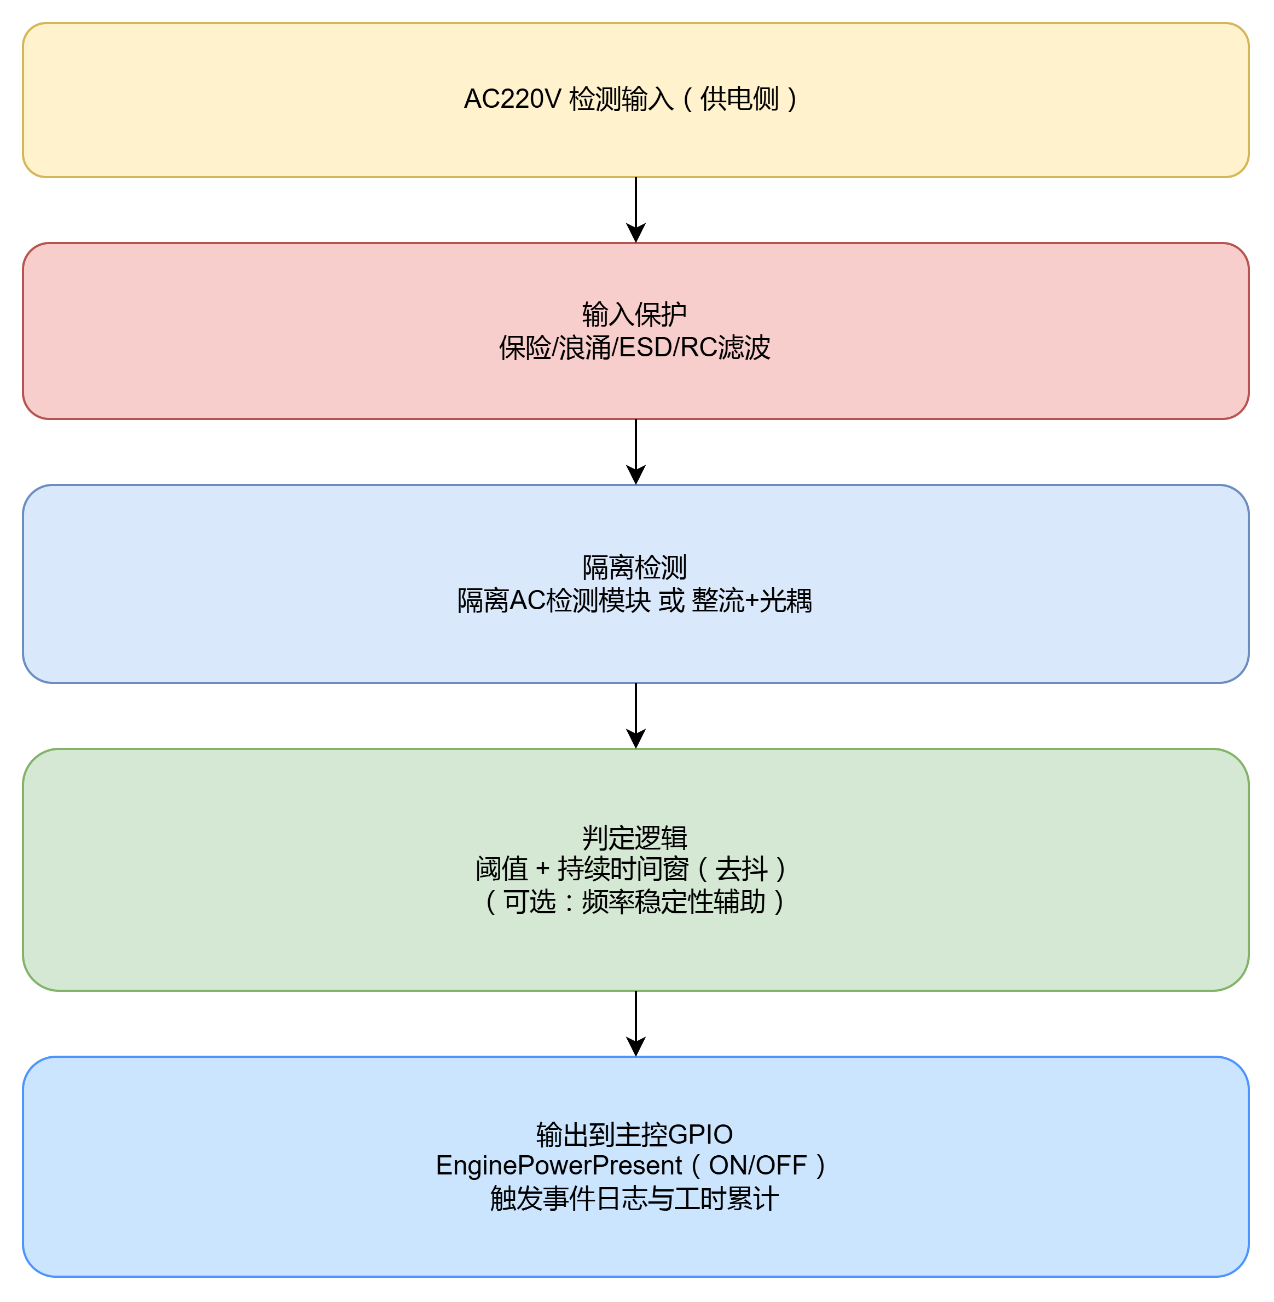 AC220V 检测输入（供电侧）
输入保护
保险/浪涌/ESD/RC滤波
隔离检测
隔离AC检测模块 或 整流+光耦
判定逻辑
阈值 + 持续时间窗（去抖）
（可选：频率稳定性辅助）
输出到主控GPIO
EnginePowerPresent（ON/OFF）
触发事件日志与工时累计